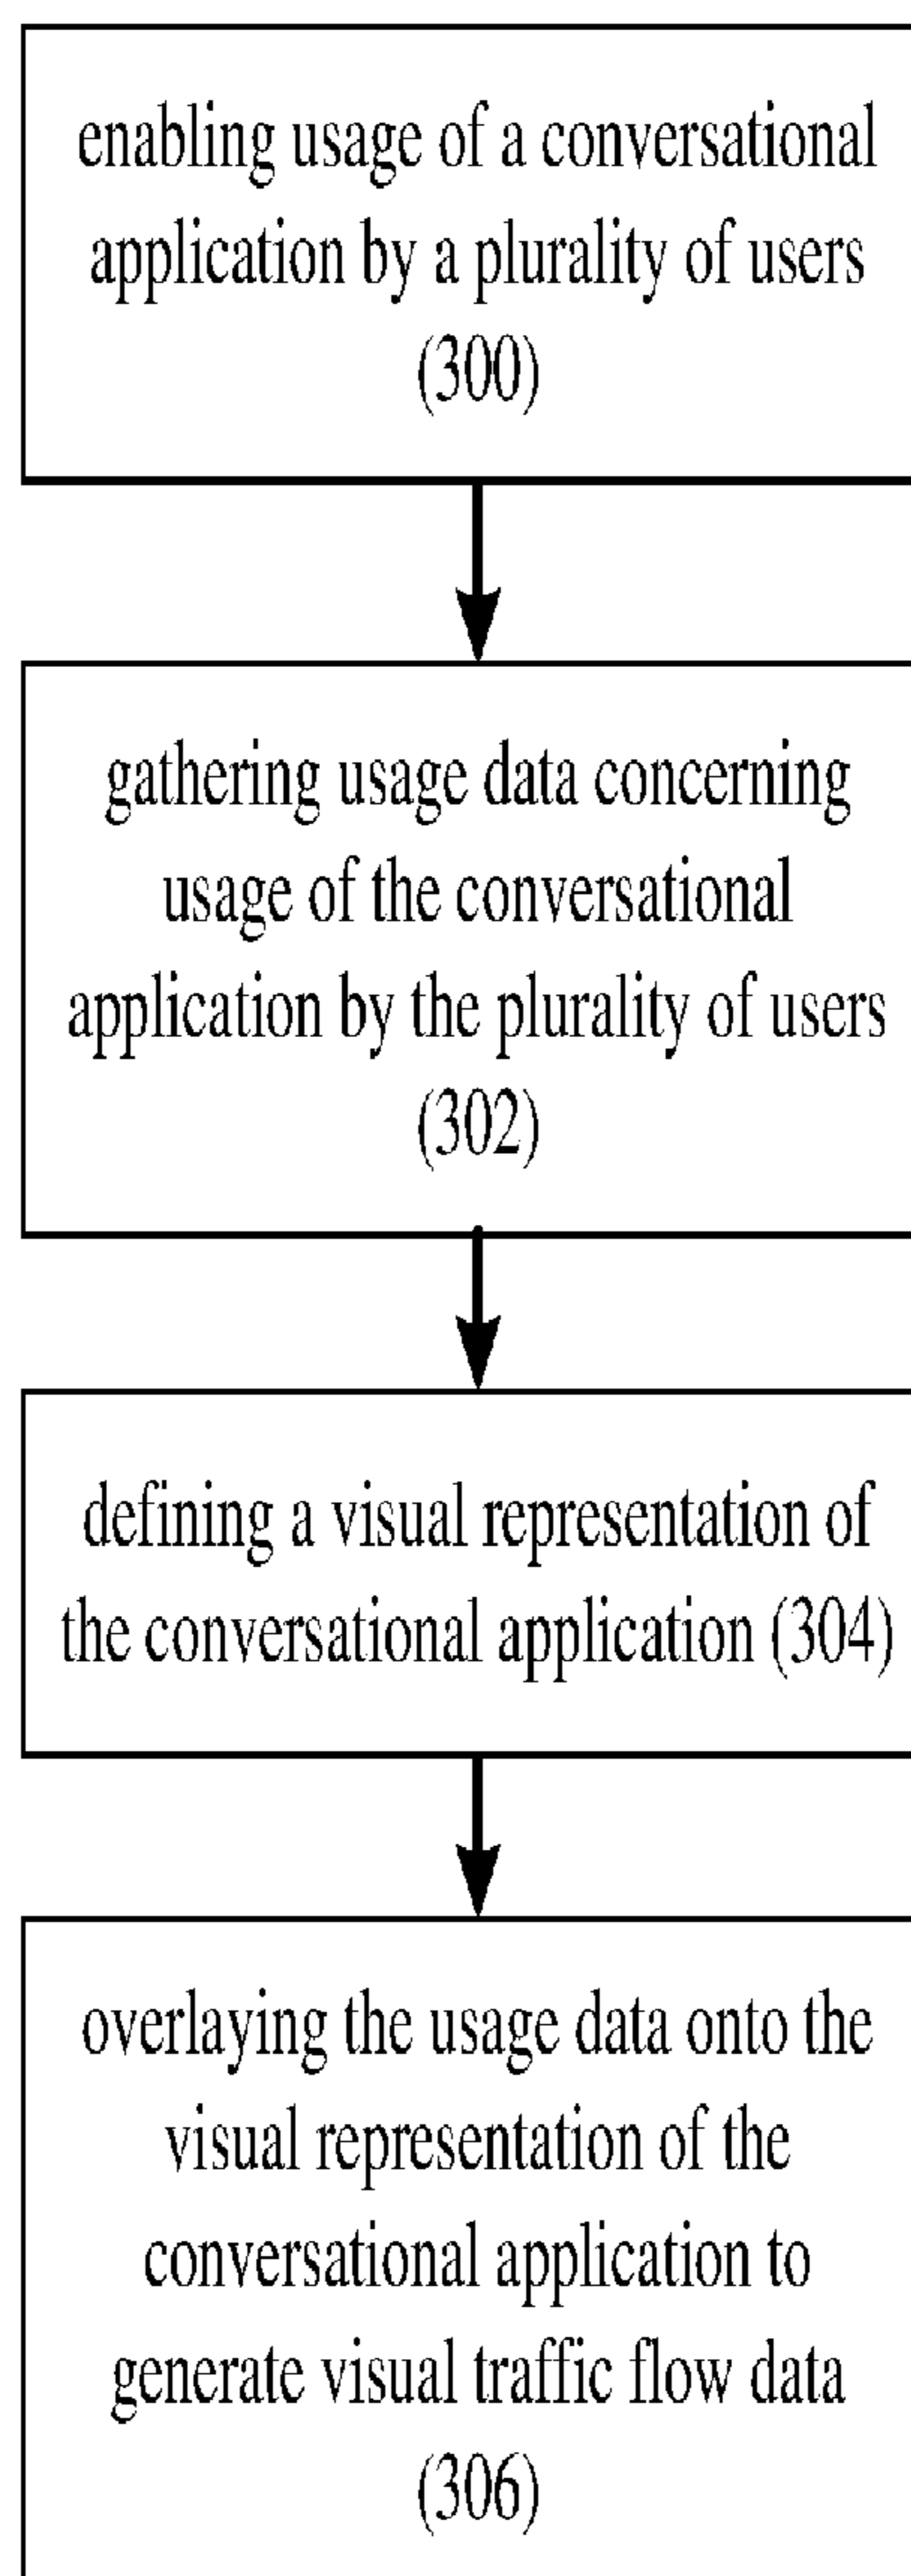 enabling usage of a conversational
application by a plurality of users
(300)
gathering usage data concerning
usage of the conversational
application by the plurality of users
(302)
defining a visual representation of
the conversational application (304)
overlaying the usage data onto the
visual representation of the
conversational application to
generate visual traffic flow data
(306)